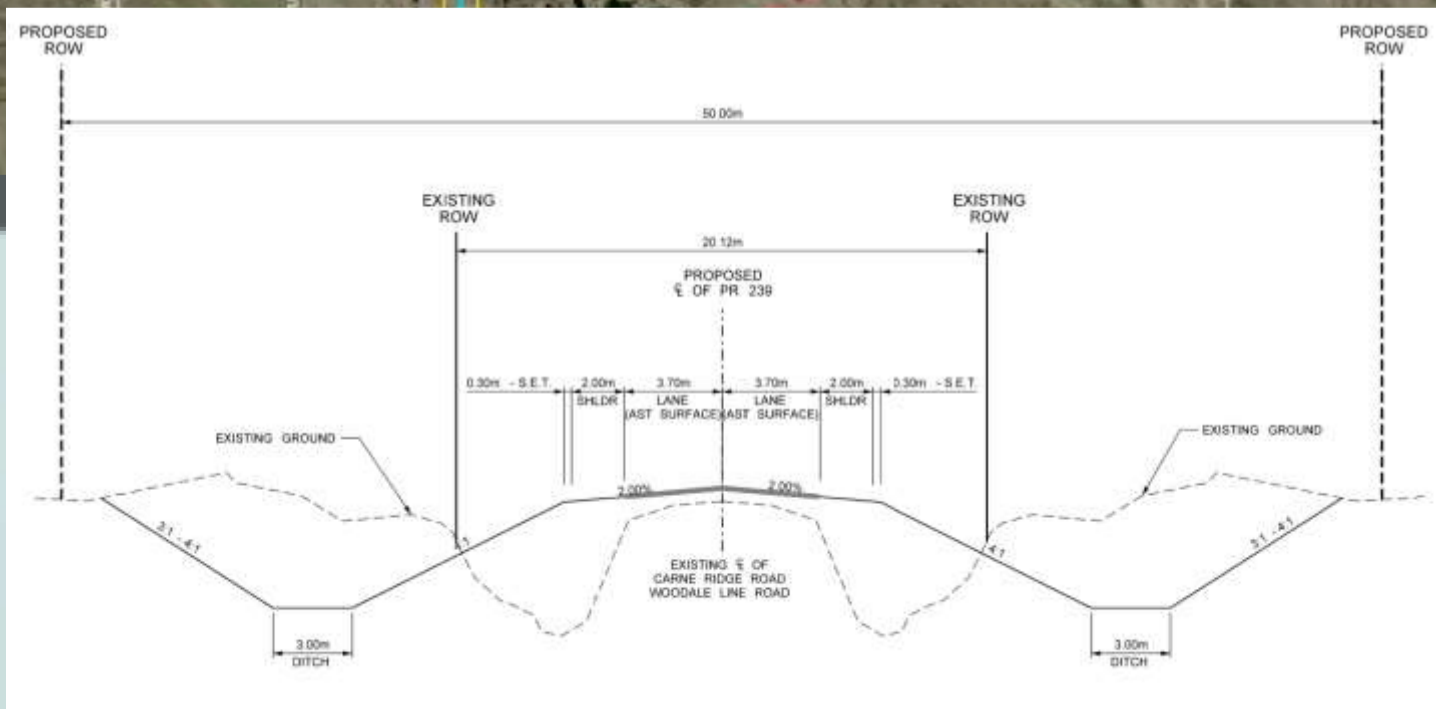 PROPOSED
ROW
PROPOSED
ROW
50.00m
EXISTING
ROW
EXISTING
ROW
20.12m
PROPOSED
℄ OF PR 239
0.30m - S.E.T.
2.00m
SHLDR
3.70m
LANE
(AST SURFACE)
3.70m
LANE
(AST SURFACE)
2.00m
SHLDR
0.30m - S.E.T.
EXISTING GROUND
EXISTING GROUND
2.00%
2.00%
3:1 - 4:1
4:1
3:1 - 4:1
EXISTING ℄ OF
CARNE RIDGE ROAD
WOODALE LINE ROAD
3.00m
DITCH
3.00m
DITCH